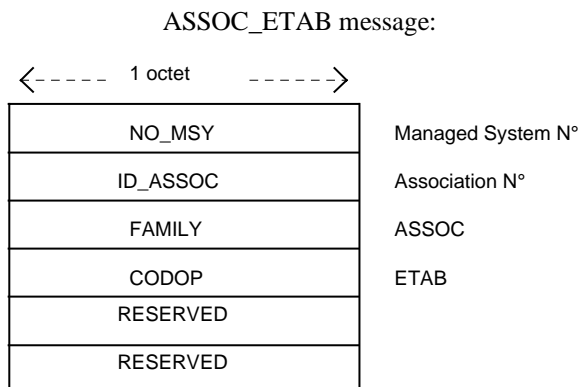 ASSOC_ETAB message:
1 octet
NO_MSY Managed System N°
ID_ASSOC Association N°
FAMILY ASSOC
CODOP ETAB
RESERVED
RESERVED